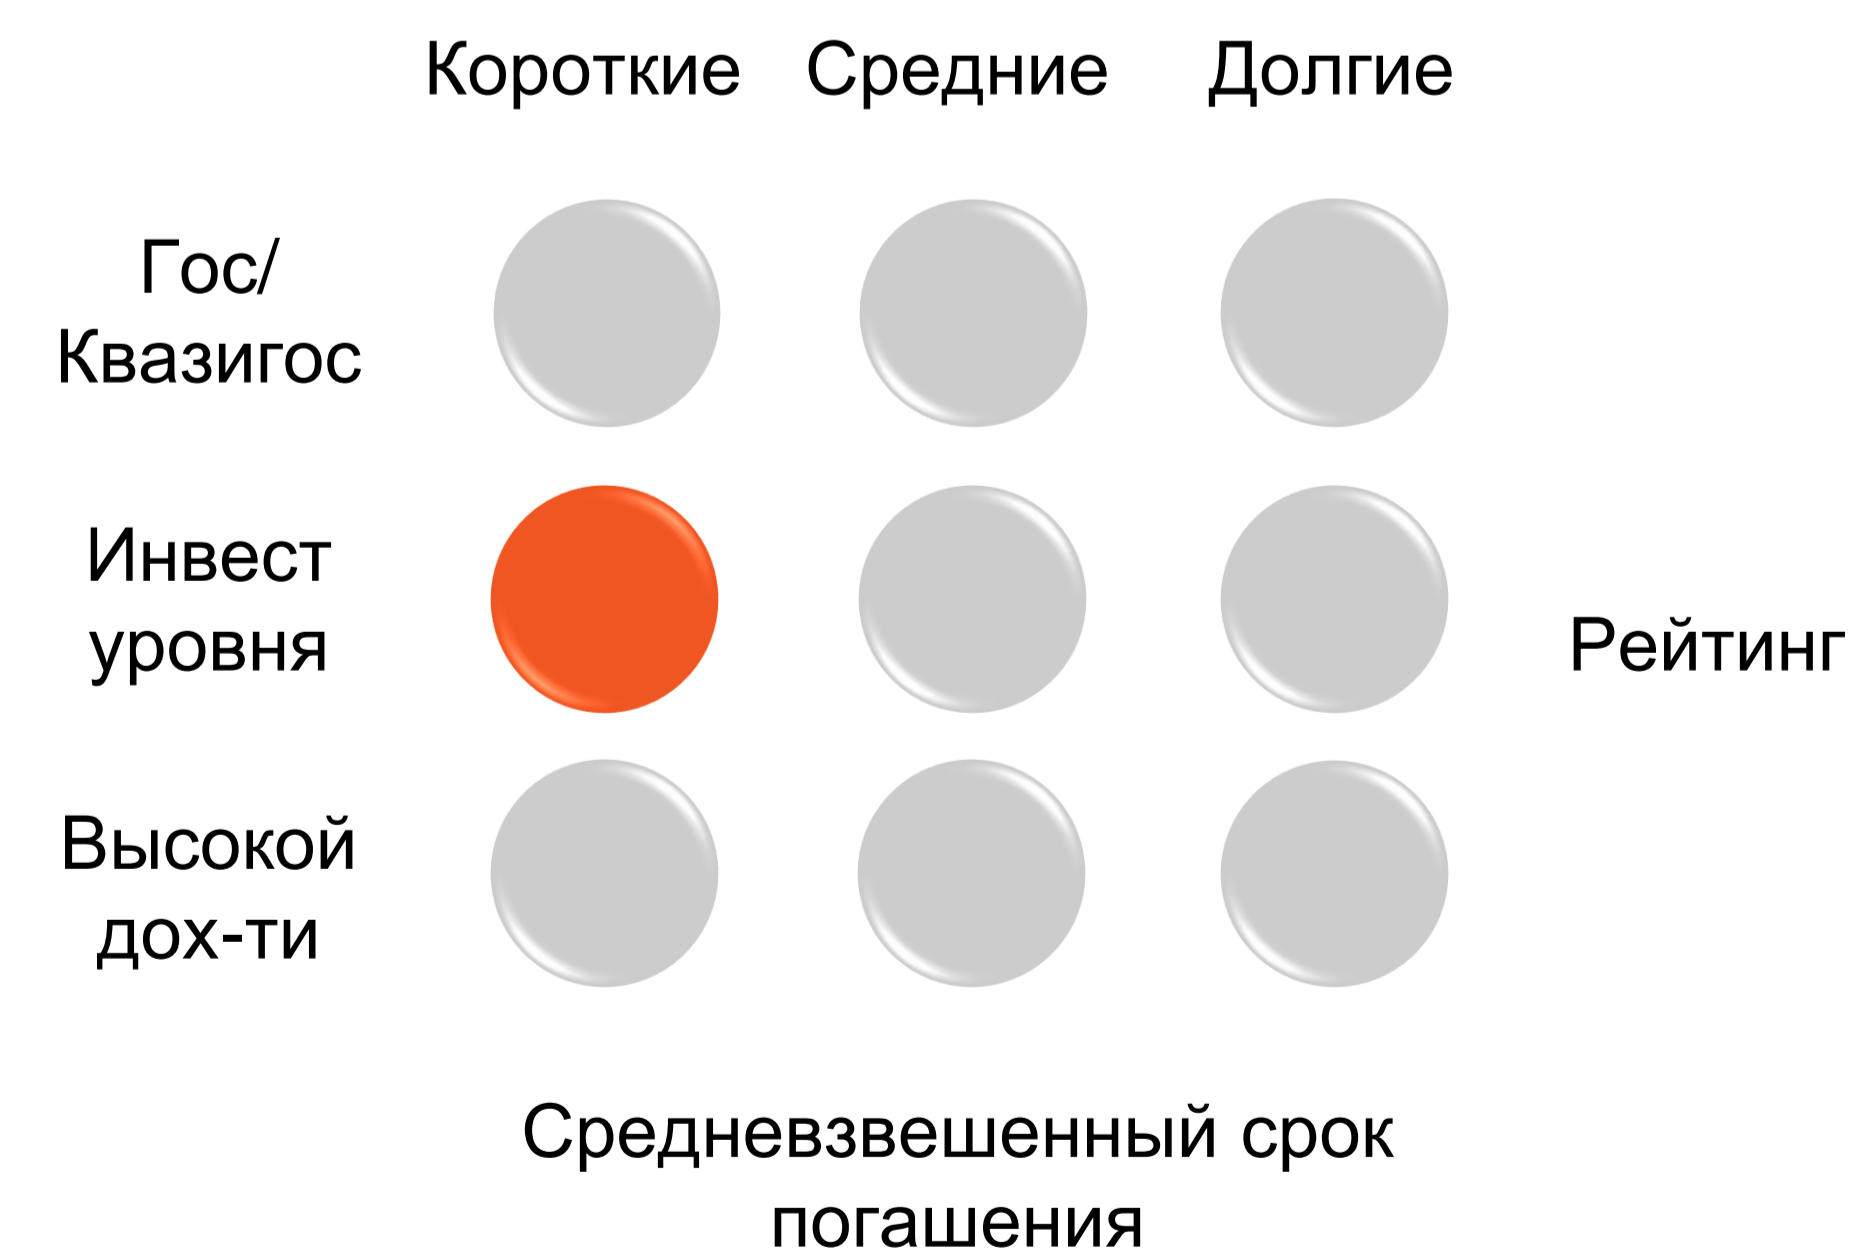 Короткие Средние Долгие
Гос/
Квазигос
Инвест
уровня
Рейтинг
Высокой
дох-ти
Средневзвешенный срок
погашения